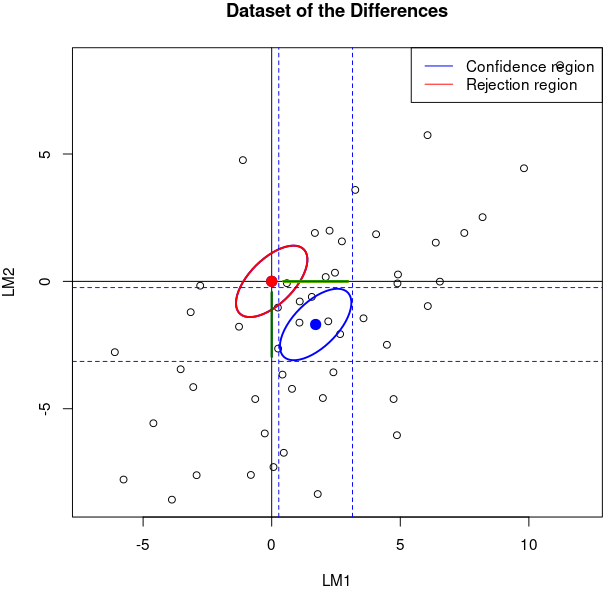 Dataset of the Differences
Confidence region
Rejection region
5
0
-5
LM2
-5
0
5
10
LM1